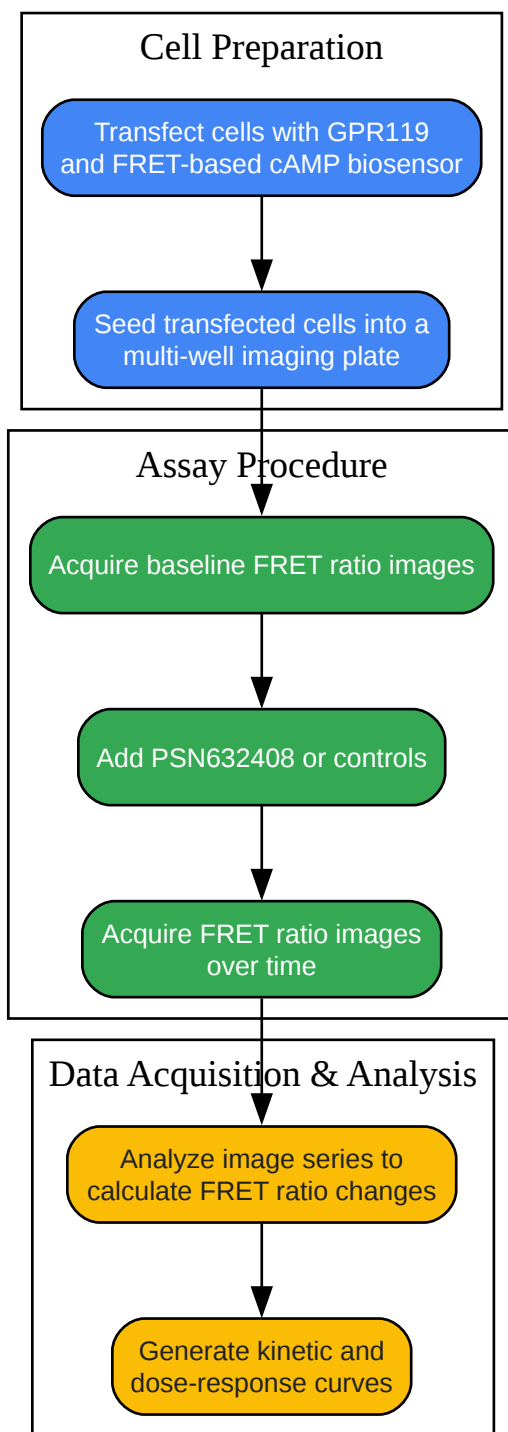 Cell Preparation
Transfect cells with GPR119
and FRET-based cAMP biosensor
Seed transfected cells into a
multi-well imaging plate
Assay Procedure
Acquire baseline FRET ratio images
Add PSN632408 or controls
Acquire FRET ratio images
over time
Data Acquisition & Analysis
Analyze image series to
calculate FRET ratio changes
Generate kinetic and
dose-response curves